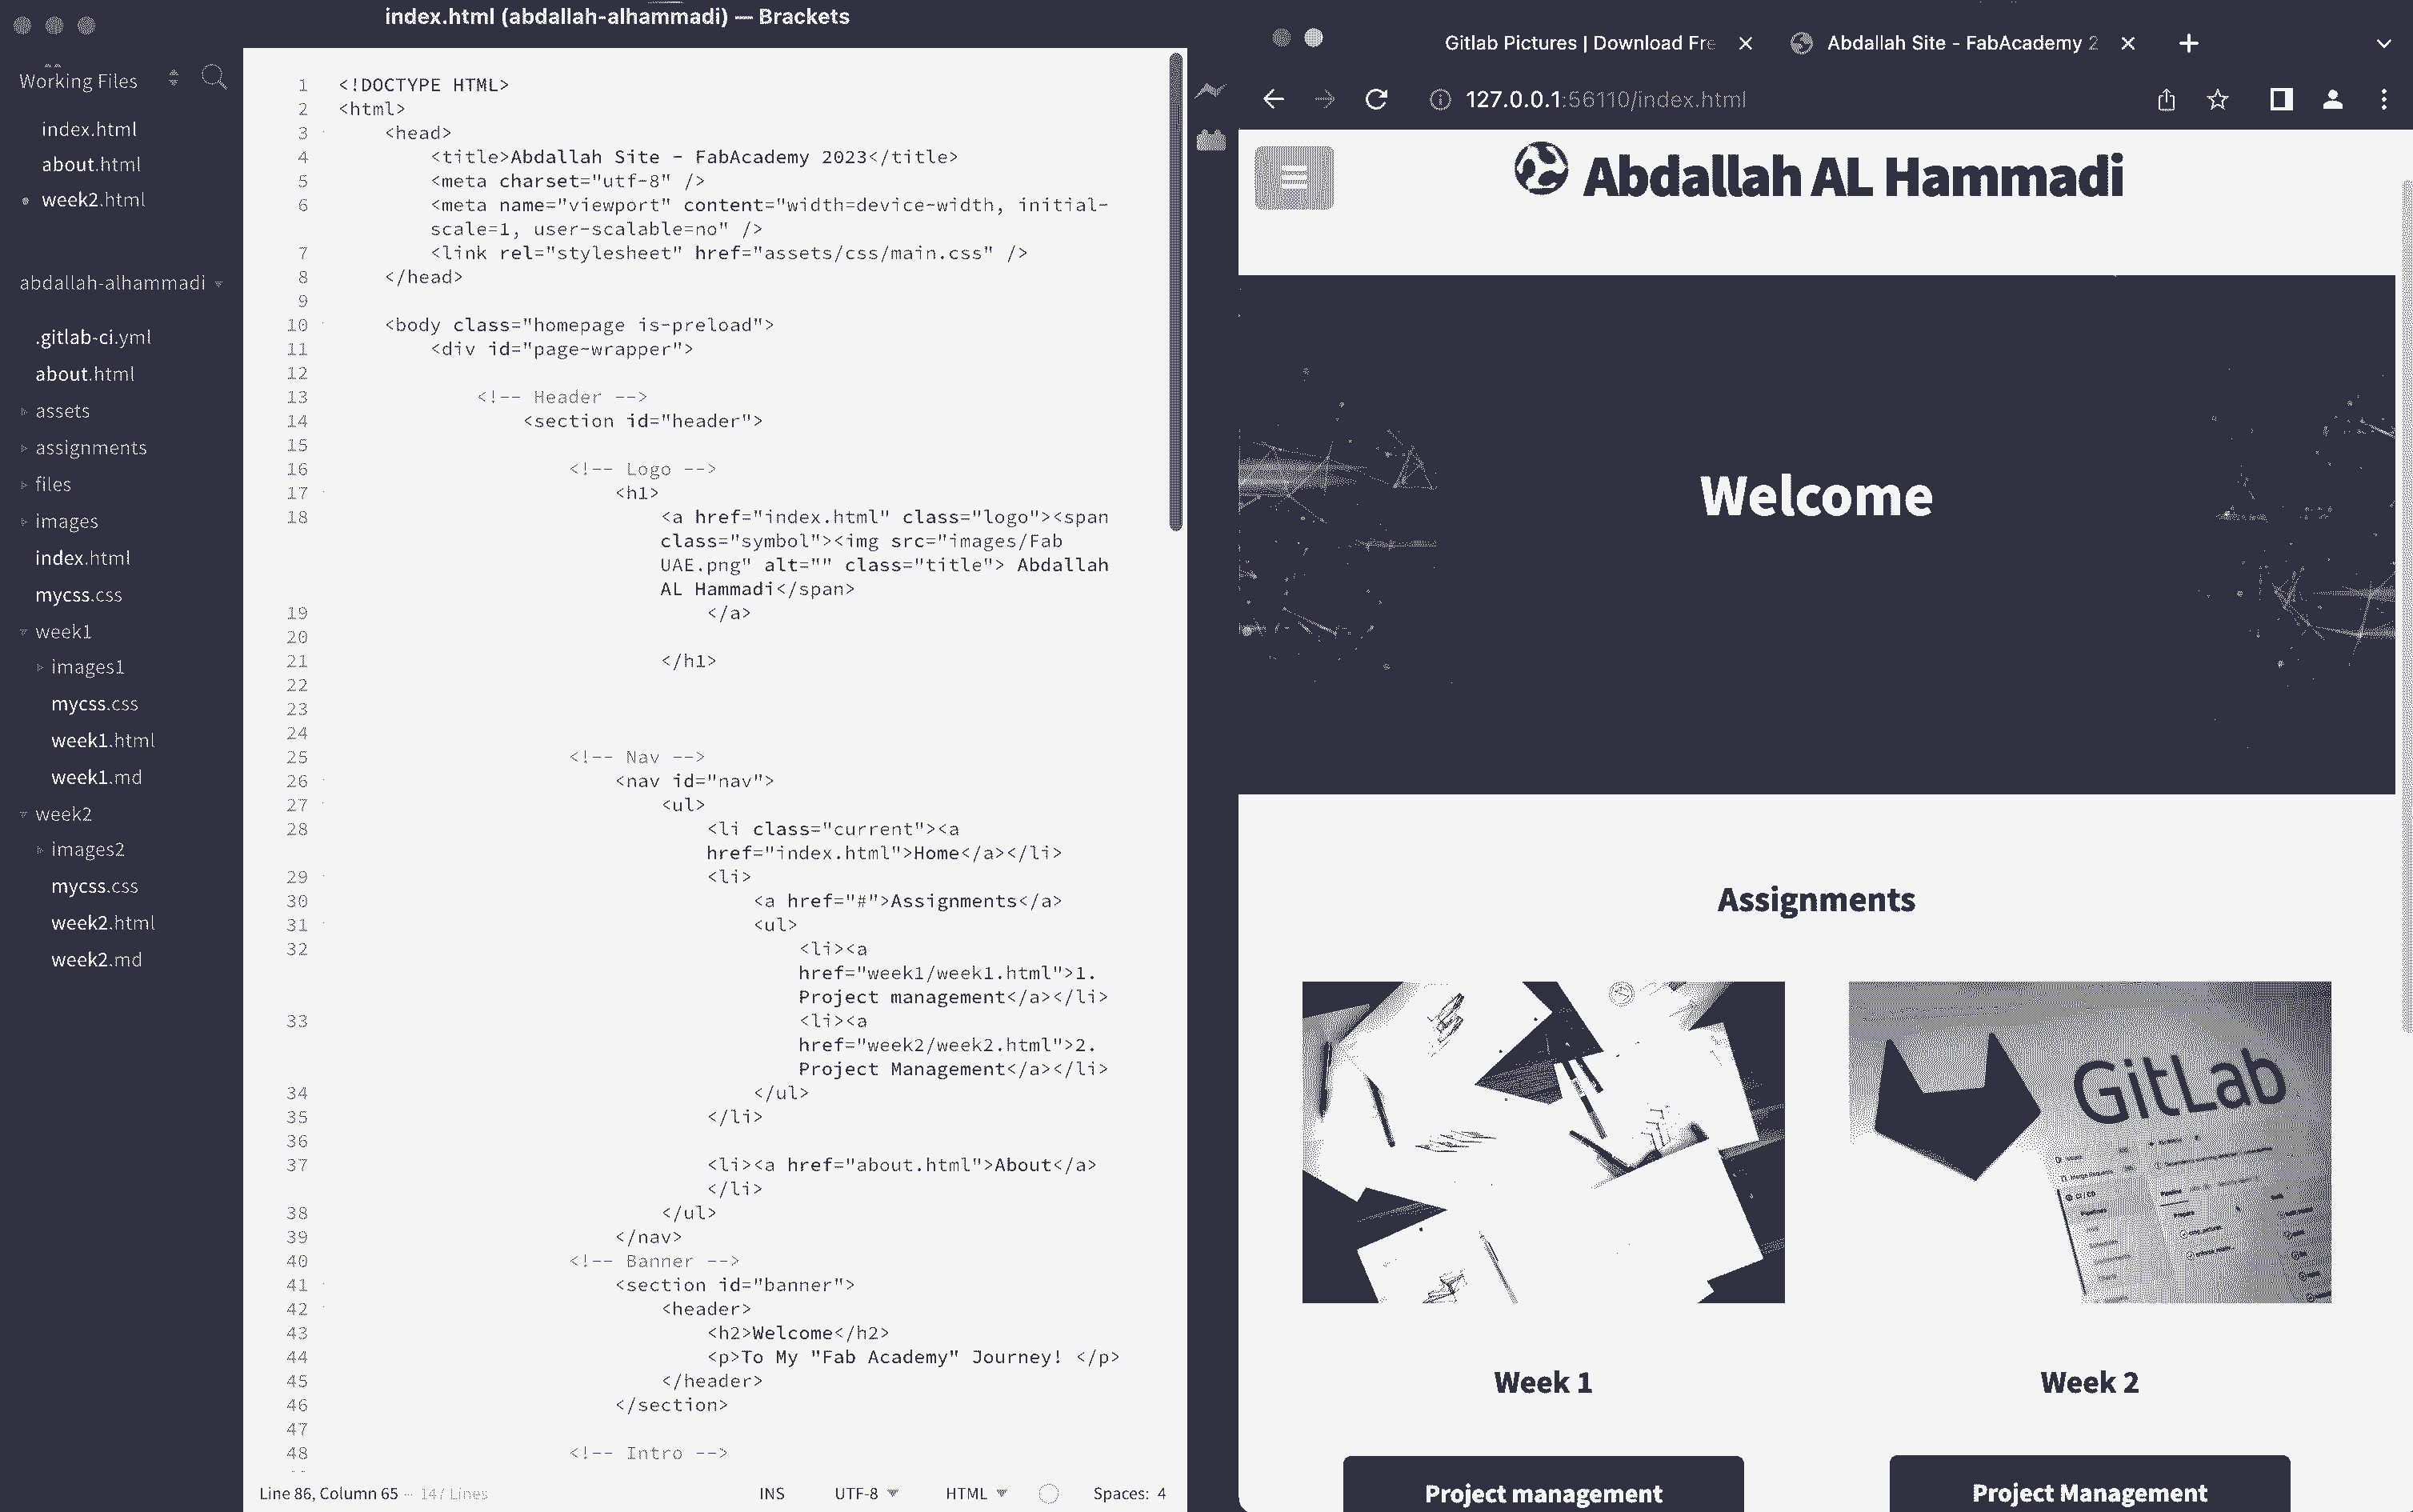 index.html (abdallah-alhammadi) — Brackets
Working Files
index.html
about.html
week2.html
abdallah-alhammadi
.gitlab-ci.yml
about.html
assets
assignments
files
images
index.html
mycss.css
week1
images1
mycss.css
week1.html
week1.md
week2
images2
mycss.css
week2.html
week2.md
1 <!DOCTYPE HTML>
2 <html>
3 <head>
4 <title>Abdallah Site - FabAcademy 2023</title>
5 <meta charset="utf-8" />
6 <meta name="viewport" content="width=device-width, initial-
scale=1, user-scalable=no" />
7 <link rel="stylesheet" href="assets/css/main.css" />
8 </head>
9
10 <body class="homepage is-preload">
11 <div id="page-wrapper">
12
13 <!-- Header -->
14 <section id="header">
15
16 <!-- Logo -->
17 <h1>
18 <a href="index.html" class="logo"><span
class="symbol"><img src="images/Fab
UAE.png" alt="" class="title"> Abdallah
AL Hammadi</span>
19 </a>
20
21 </h1>
22
23
24
25 <!-- Nav -->
26 <nav id="nav">
27 <ul>
28 <li class="current"><a
href="index.html">Home</a></li>
29 <li>
30 <a href="#">Assignments</a>
31 <ul>
32 <li><a
href="week1/week1.html">1.
Project management</a></li>
33 <li><a
href="week2/week2.html">2.
Project Management</a></li>
34 </ul>
35 </li>
36
37 <li><a href="about.html">About</a>
</li>
38 </ul>
39 </nav>
40 <!-- Banner -->
41 <section id="banner">
42 <header>
43 <h2>Welcome</h2>
44 <p>To My "Fab Academy" Journey! </p>
45 </header>
46 </section>
47
48 <!-- Intro -->
Line 86, Column 65 — 147 Lines
INS
UTF-8
HTML
Spaces: 4
Gitlab Pictures | Download Fre
Abdallah Site - FabAcademy 2
127.0.0.1:56110/index.html
Abdallah AL Hammadi
Welcome
Assignments
GitLab
CI / CD
Pipelines
Week 1
Week 2
Project management
Project Management